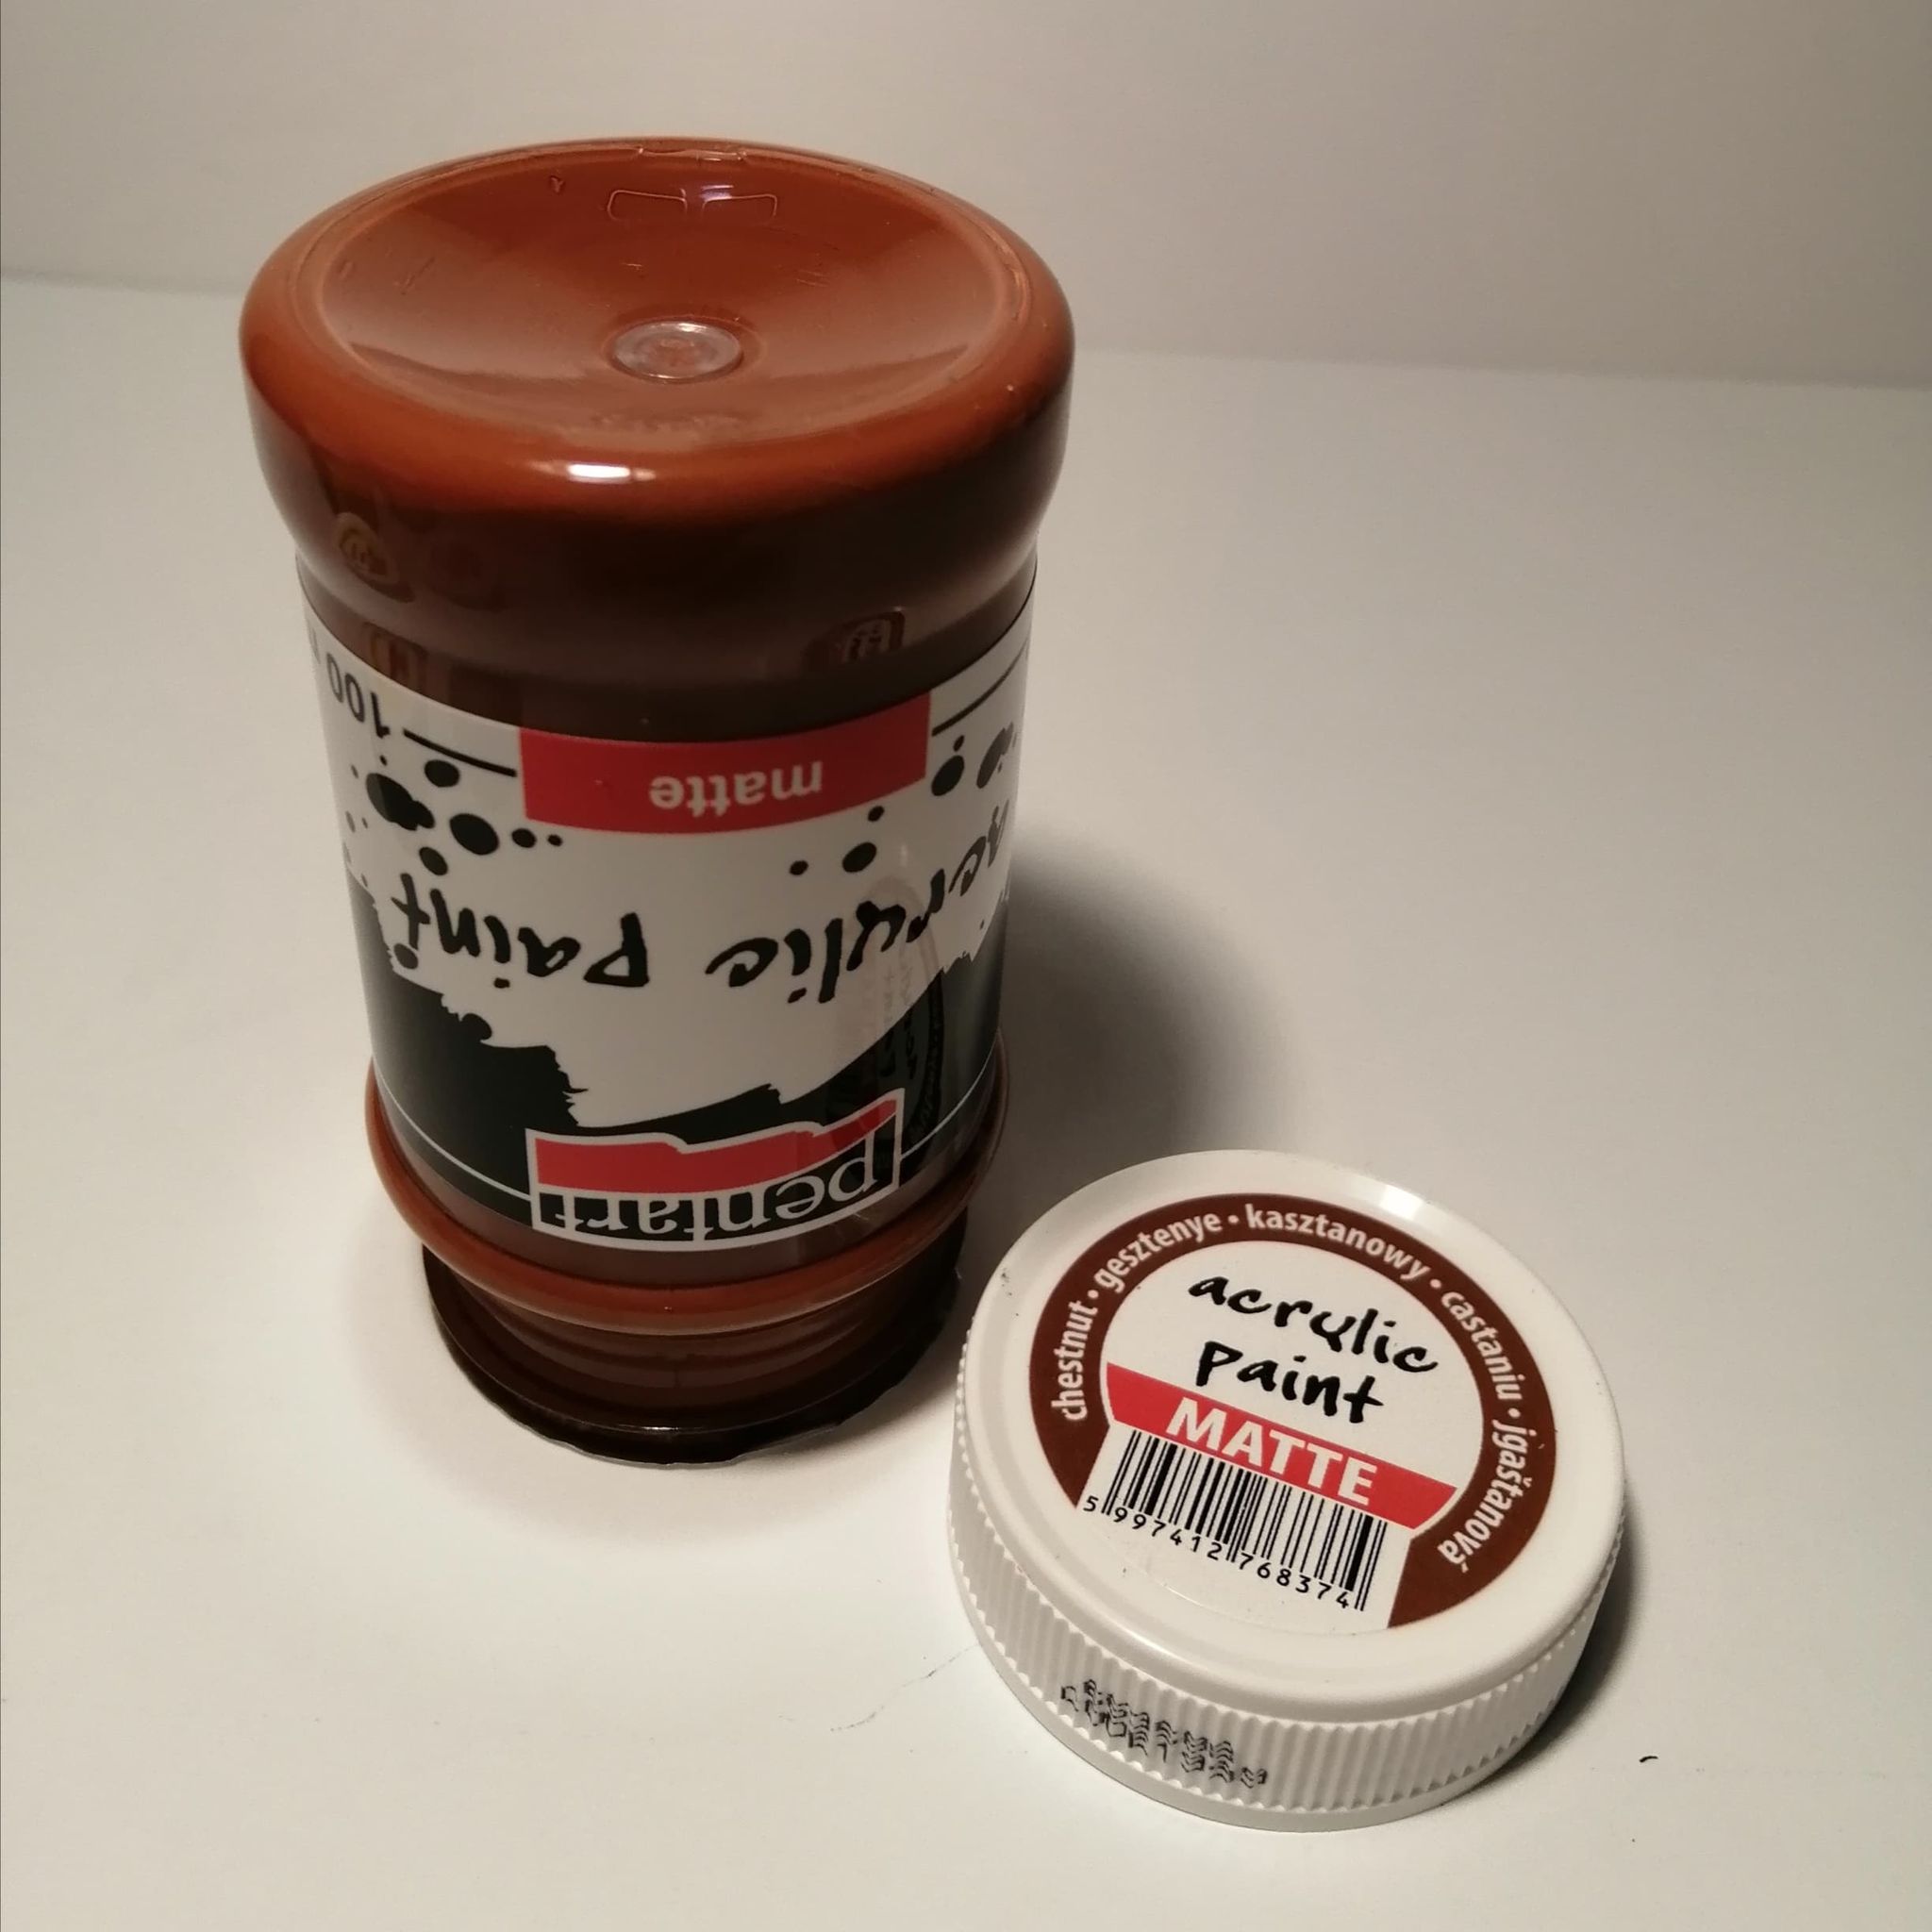 100
matte
acrylic paint
pentart
chestnut • gesztenye • kasztanowy • castaniu • jgaštanová
acrylic
paint
MATTE
5 997412 768374